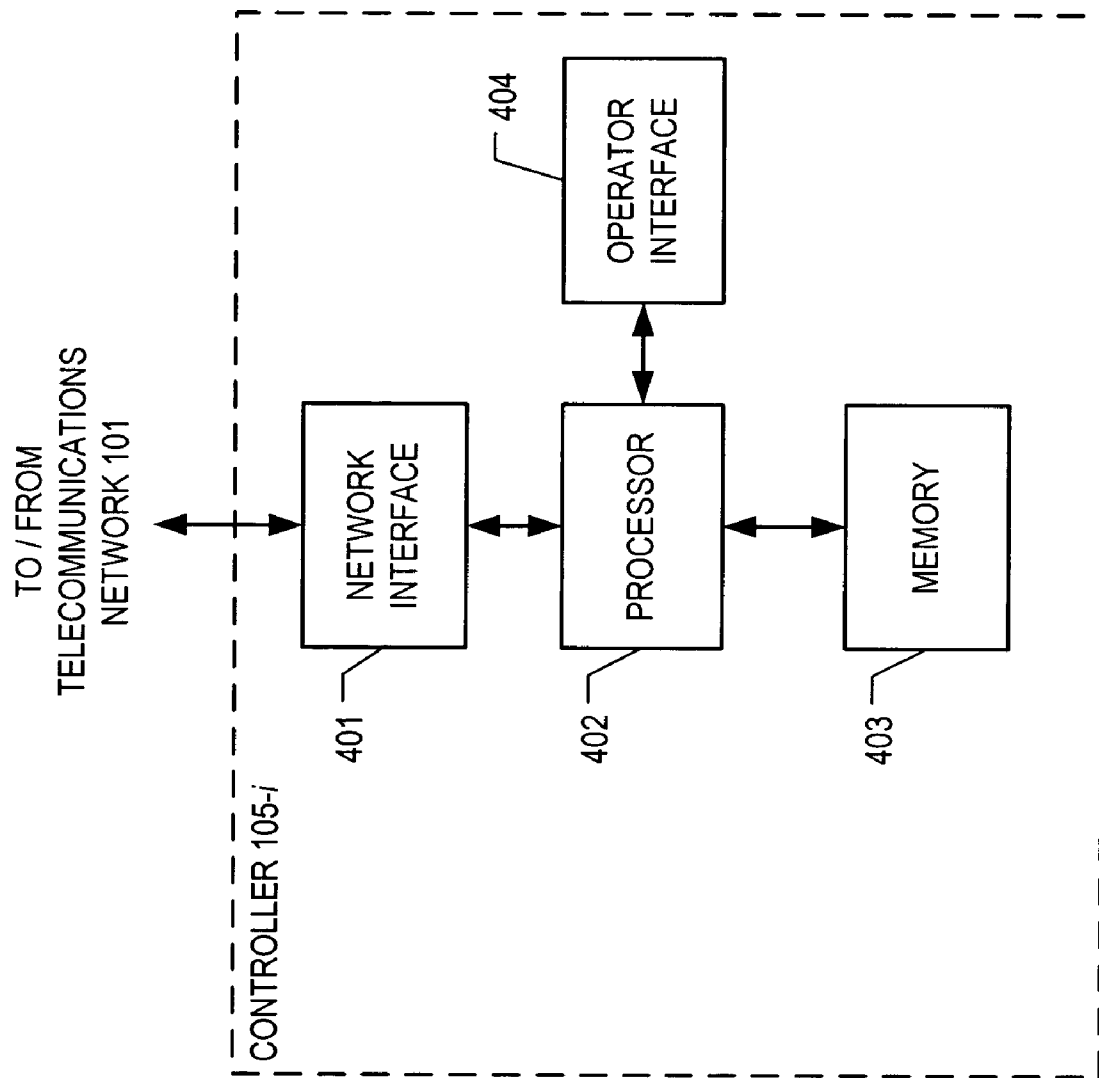 TO / FROM
TELECOMMUNICATIONS
NETWORK 101
CONTROLLER 105-i
401
NETWORK
INTERFACE
402
PROCESSOR
404
OPERATOR
INTERFACE
403
MEMORY